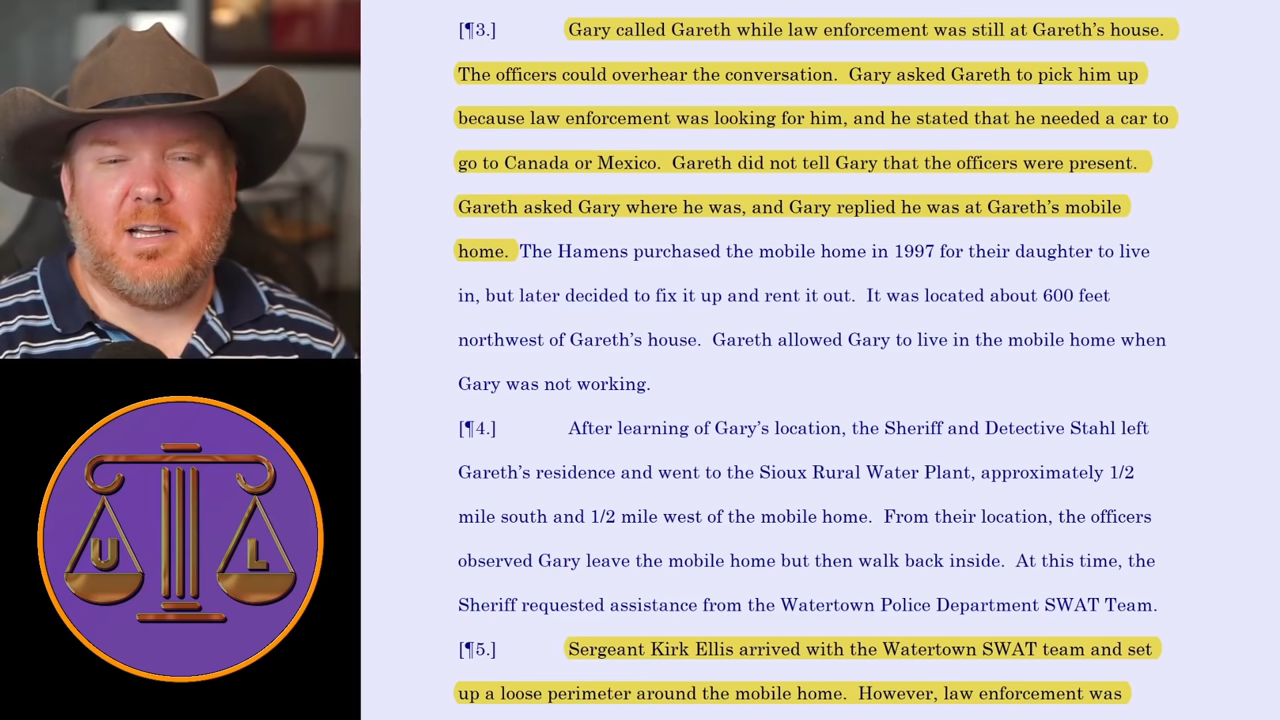 [¶3.] Gary called Gareth while law enforcement was still at Gareth's house.
The officers could overhear the conversation. Gary asked Gareth to pick him up
because law enforcement was looking for him, and he stated that he needed a car to
go to Canada or Mexico. Gareth did not tell Gary that the officers were present.
Gareth asked Gary where he was, and Gary replied he was at Gareth's mobile
home. The Hamens purchased the mobile home in 1997 for their daughter to live
in, but later decided to fix it up and rent it out. It was located about 600 feet
northwest of Gareth's house. Gareth allowed Gary to live in the mobile home when
Gary was not working.
[¶4.] After learning of Gary's location, the Sheriff and Detective Stahl left
Gareth's residence and went to the Sioux Rural Water Plant, approximately 1/2
mile south and 1/2 mile west of the mobile home. From their location, the officers
observed Gary leave the mobile home but then walk back inside. At this time, the
Sheriff requested assistance from the Watertown Police Department SWAT Team.
[¶5.] Sergeant Kirk Ellis arrived with the Watertown SWAT team and set
up a loose perimeter around the mobile home. However, law enforcement was
U L